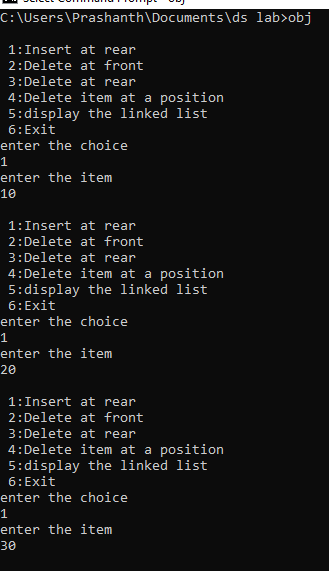 Select Command Prompt - obj
C:\Users\Prashanth\Documents\ds lab>obj
1:Insert at rear
2:Delete at front
3:Delete at rear
4:Delete item at a position
5:display the linked list
6:Exit
enter the choice
1
enter the item
10
1:Insert at rear
2:Delete at front
3:Delete at rear
4:Delete item at a position
5:display the linked list
6:Exit
enter the choice
1
enter the item
20
1:Insert at rear
2:Delete at front
3:Delete at rear
4:Delete item at a position
5:display the linked list
6:Exit
enter the choice
1
enter the item
30